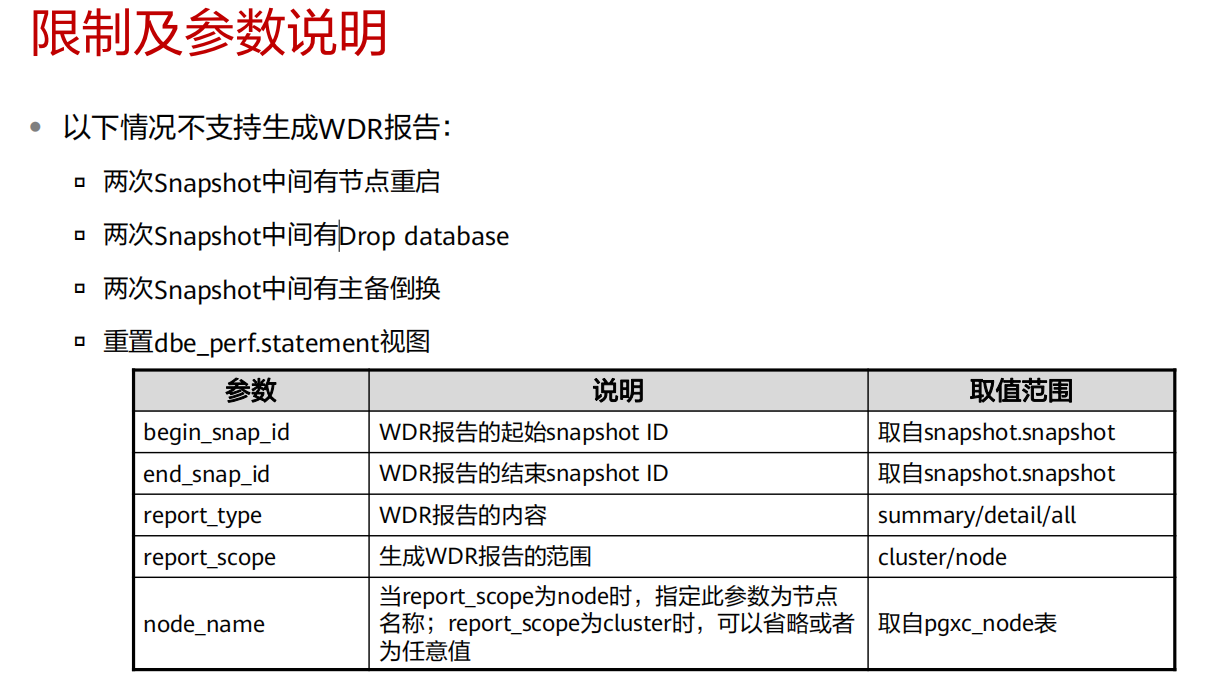 限制及参数说明
以下情况不支持生成WDR报告：
两次Snapshot中间有节点重启
两次Snapshot中间有Drop database
两次Snapshot中间有主备倒换
重置dbe_perf.statement视图
参数 说明 取值范围
begin_snap_id WDR报告的起始snapshot ID 取自snapshot.snapshot
end_snap_id WDR报告的结束snapshot ID 取自snapshot.snapshot
report_type WDR报告的内容 summary/detail/all
report_scope 生成WDR报告的范围 cluster/node
当report_scope为node时，指定此参数为节点
node_name 名称；report_scope为cluster时，可以省略或者 取自pgxc_node表
为任意值